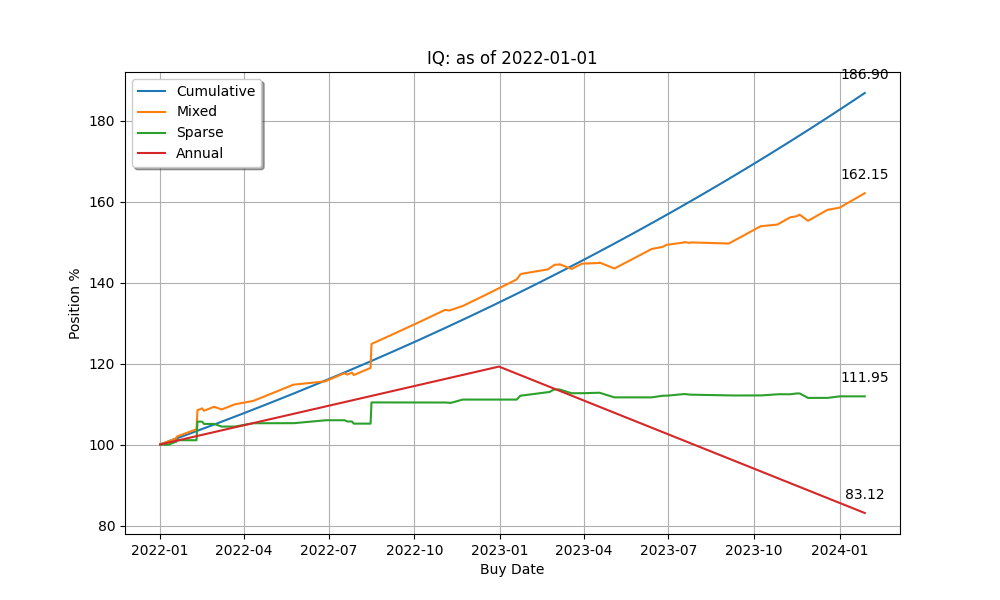 IQ: as of 2022-01-01
Cumulative
Mixed
Sparse
Annual
186.90
162.15
111.95
83.12
Position %
180
160
140
120
100
80
2022-01
2022-04
2022-07
2022-10
2023-01
2023-04
2023-07
2023-10
2024-01
Buy Date